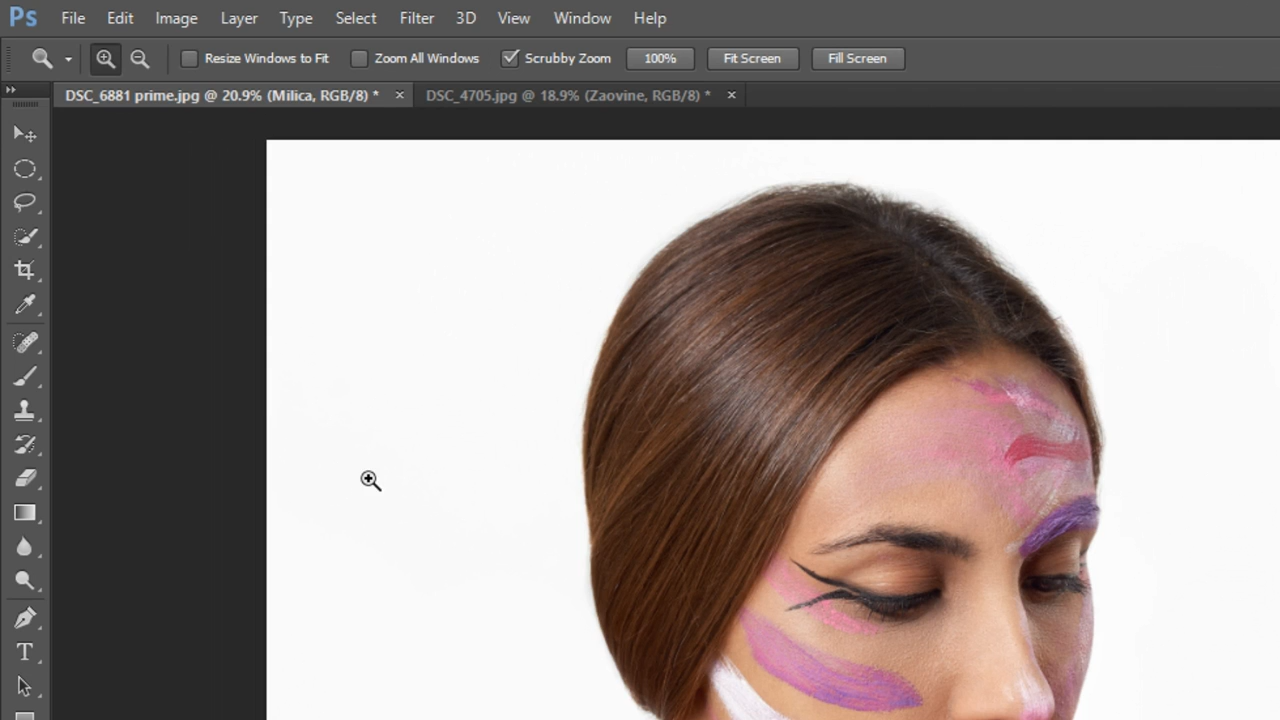 Ps File Edit Image Layer Type Select Filter 3D View Window Help
Resize Windows to Fit Zoom All Windows Scrubby Zoom 100% Fit Screen Fill Screen
DSC_6881 prime.jpg @ 20.9% (Milica, RGB/8) * × DSC_4705.jpg @ 18.9% (Zaovine, RGB/8) * ×
T